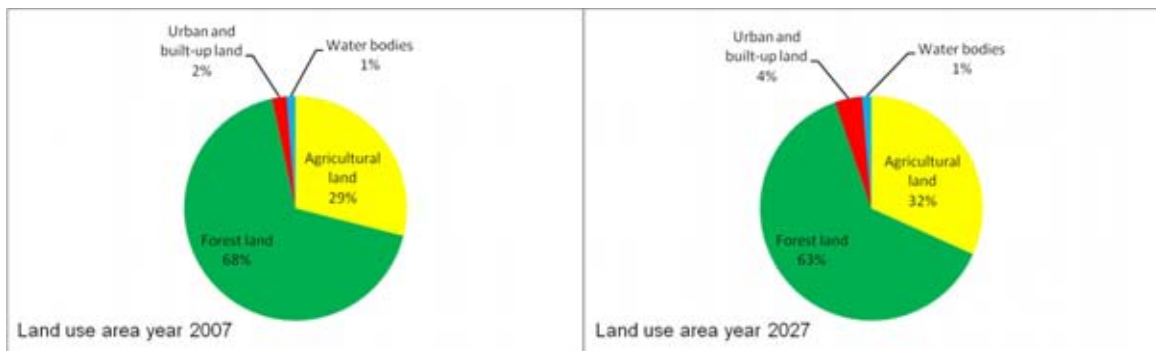 Urban and
built-up land
2%
Water bodies
1%
Agricultural
land
29%
Forest land
68%
Land use area year 2007
Urban and
built-up land
4%
Water bodies
1%
Agricultural
land
32%
Forest land
63%
Land use area year 2027